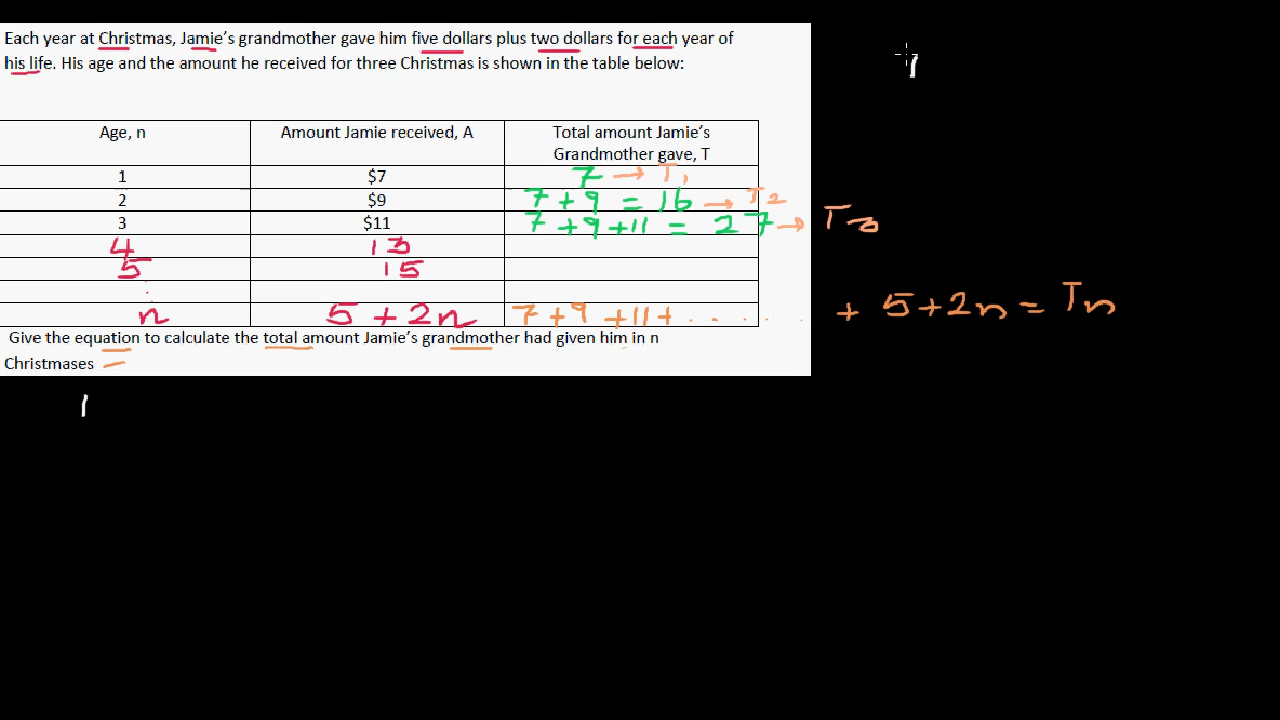 Each year at Christmas, Jamie's grandmother gave him five dollars plus two dollars for each year of
his life. His age and the amount he received for three Christmas is shown in the table below:
Age, n Amount Jamie received, A Total amount Jamie's Grandmother gave, T
1 $7 7 → T1
2 $9 7 + 9 = 16 → T2
3 $11 7 + 9 + 11 = 27 → T3
4 13
5 15
n 5 + 2n 7 + 9 + 11 + ....... + 5 + 2n = Tn
Give the equation to calculate the total amount Jamie's grandmother had given him in n
Christmases